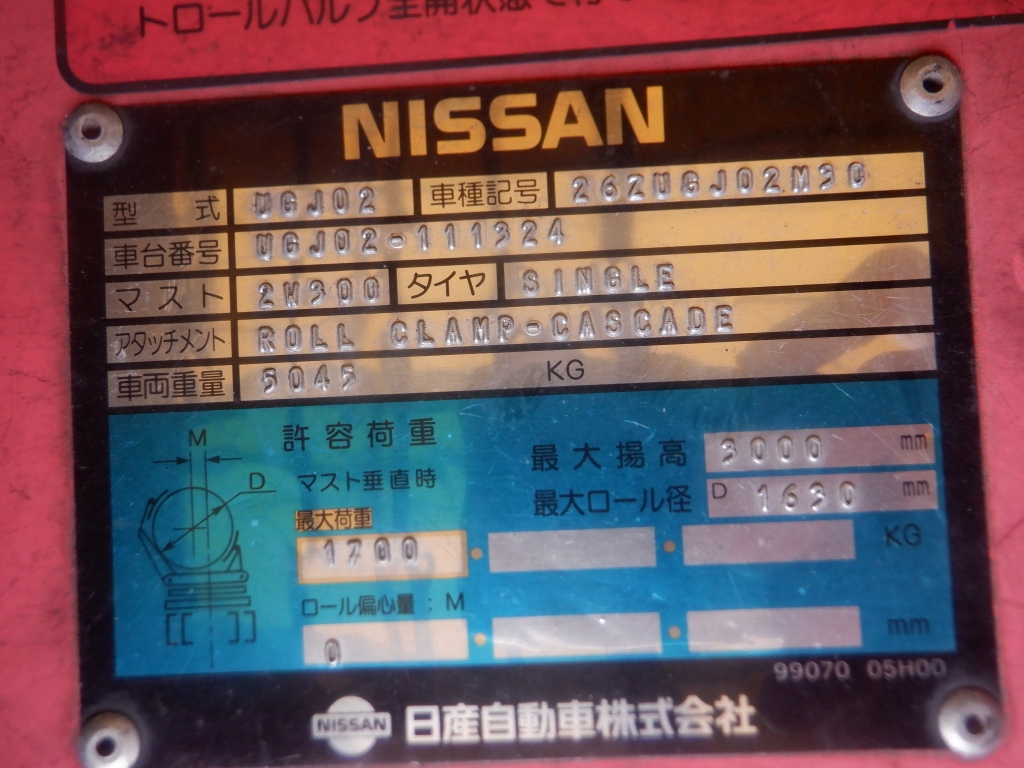 トロールバルブ全開状態で行
NISSAN
型 式 UGJ02 車種記号 26ZUGJ02M30
車台番号 UGJ02-111324
マスト 2W300 タイヤ SINGLE
アタッチメント ROLL CLAMP-CASCADE
車両重量 5045 KG
許容荷重
M
D
マスト垂直時
最大揚高 3000 mm
最大ロール径 D 1630 mm
最大荷重
1700 KG
ロール偏心量：M
0 mm
99070 05H00
NISSAN 日産自動車株式会社